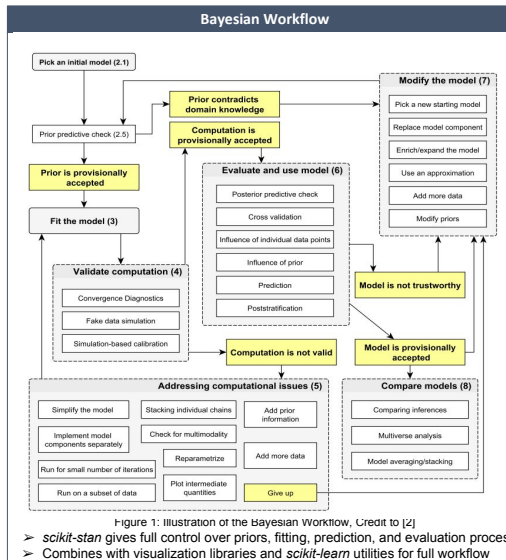 Bayesian Workflow
Pick an initial model (2.1)
Prior predictive check (2.5)
Prior is provisionally
accepted
Fit the model (3)
Prior contradicts
domain knowledge
Computation is
provisionally accepted
Modify the model (7)
Pick a new starting model
Replace model component
Enrich/expand the model
Use an approximation
Add more data
Modify priors
Evaluate and use model (6)
Posterior predictive check
Cross validation
Influence of individual data points
Influence of prior
Prediction
Poststratification
Validate computation (4)
Convergence Diagnostics
Fake data simulation
Simulation-based calibration
Model is not trustworthy
Computation is not valid
Model is provisionally
accepted
Addressing computational issues (5)
Simplify the model
Implement model
components separately
Run for small number of iterations
Run on a subset of data
Stacking individual chains
Check for multimodality
Reparametrize
Plot intermediate
quantities
Add prior
information
Add more data
Give up
Compare models (8)
Comparing inferences
Multiverse analysis
Model averaging/stacking
Figure 1: Illustration of the Bayesian Workflow, Credit to [2]
➢ scikit-stan gives full control over priors, fitting, prediction, and evaluation proces
➢ Combines with visualization libraries and scikit-learn utilities for full workflow